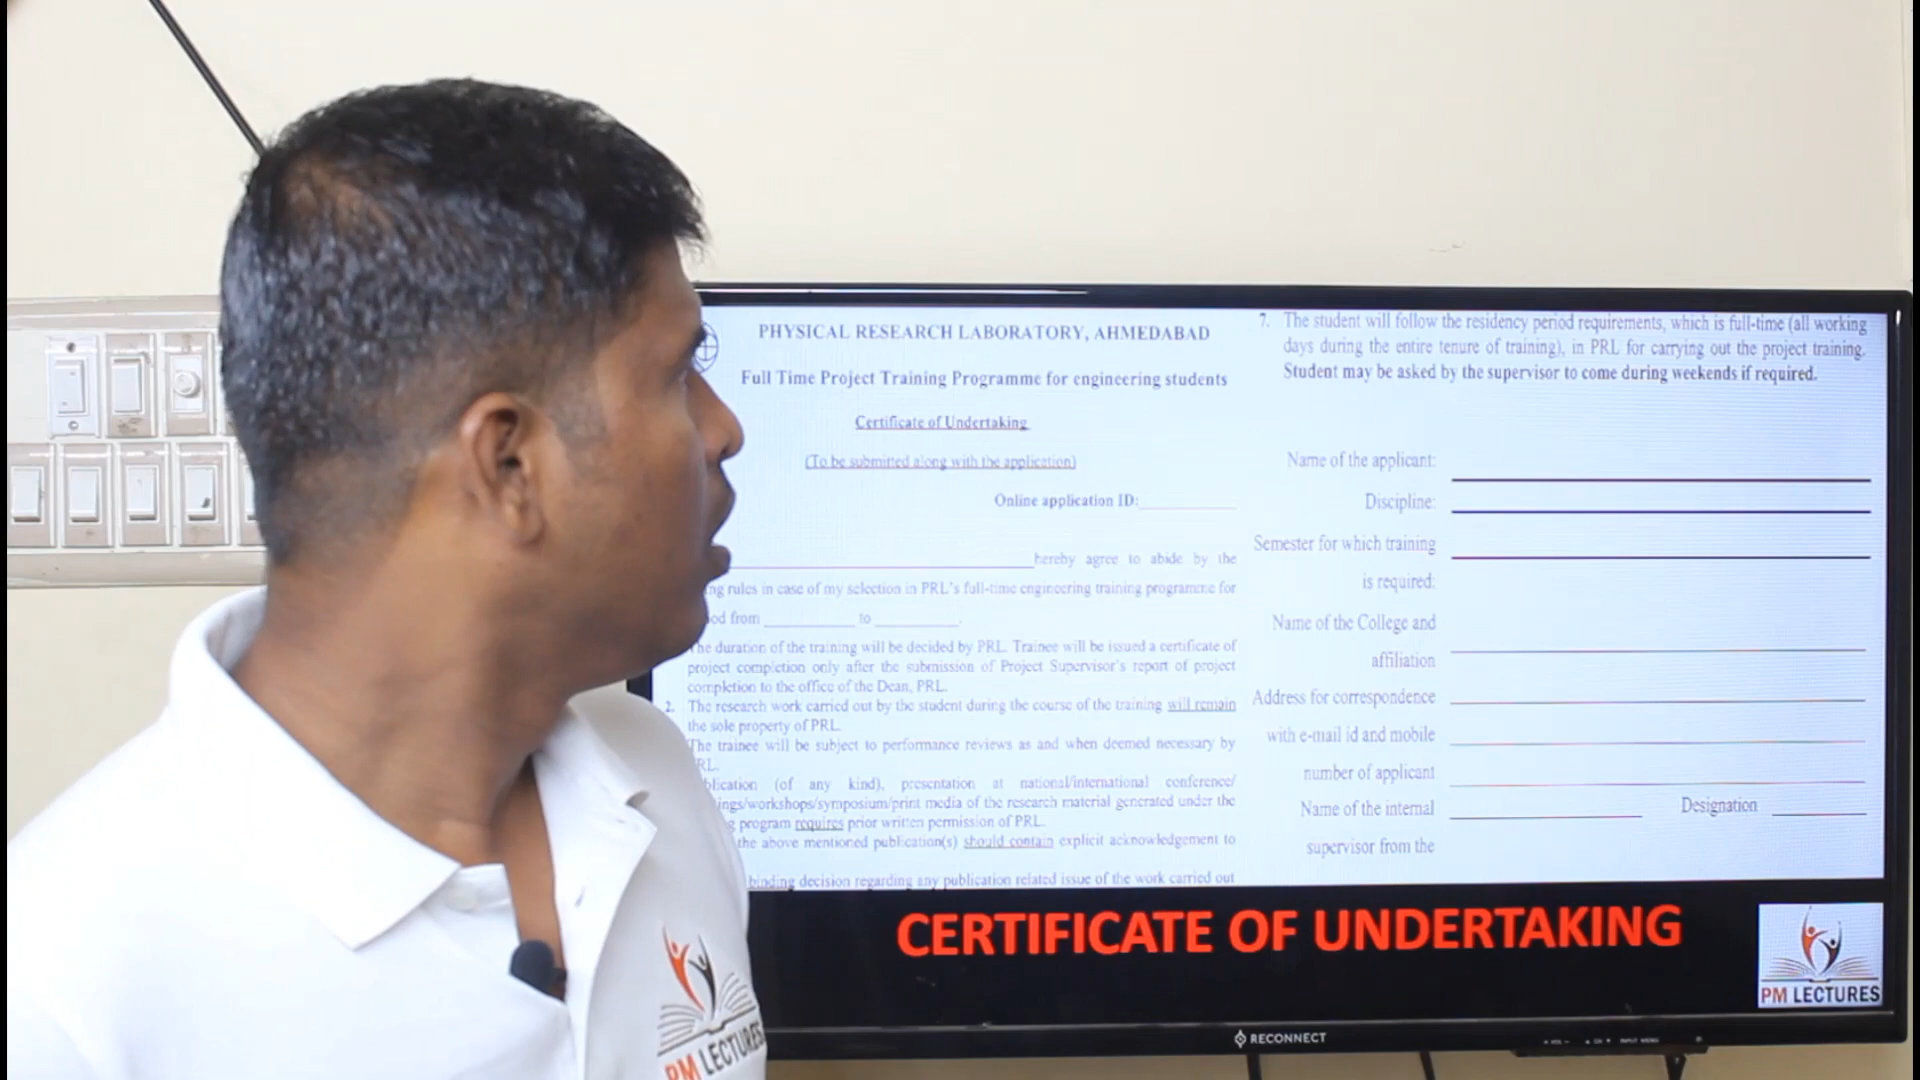 PHYSICAL RESEARCH LABORATORY, AHMEDABAD
Full Time Project Training Programme for engineering students
Certificate of Undertaking
(To be submitted along with the application)
Online application ID:
hereby agree to abide by the
rules in case of my selection in PRL's full-time engineering training programme for
from to .
he duration of the training will be decided by PRL. Trainee will be issued a certificate of
project completion only after the submission of Project Supervisor's report of project
completion to the office of the Dean, PRL.
2. The research work carried out by the student during the course of the training will remain
the sole property of PRL.
The trainee will be subject to performance reviews as and when deemed necessary by
RL.
blication (of any kind), presentation at national/international conference/
ings/workshops/symposium/print media of the research material generated under the
g program requires prior written permission of PRL.
the above mentioned publication(s) should contain explicit acknowledgement to
binding decision regarding any publication related issue of the work carried out
7. The student will follow the residency period requirements, which is full-time (all working
days during the entire tenure of training), in PRL for carrying out the project training.
Student may be asked by the supervisor to come during weekends if required.
Name of the applicant:
Discipline:
Semester for which training
is required:
Name of the College and
affiliation
Address for correspondence
with e-mail id and mobile
number of applicant
Name of the internal Designation
supervisor from the
CERTIFICATE OF UNDERTAKING
PM LECTURES
RECONNECT
PM LECTURES